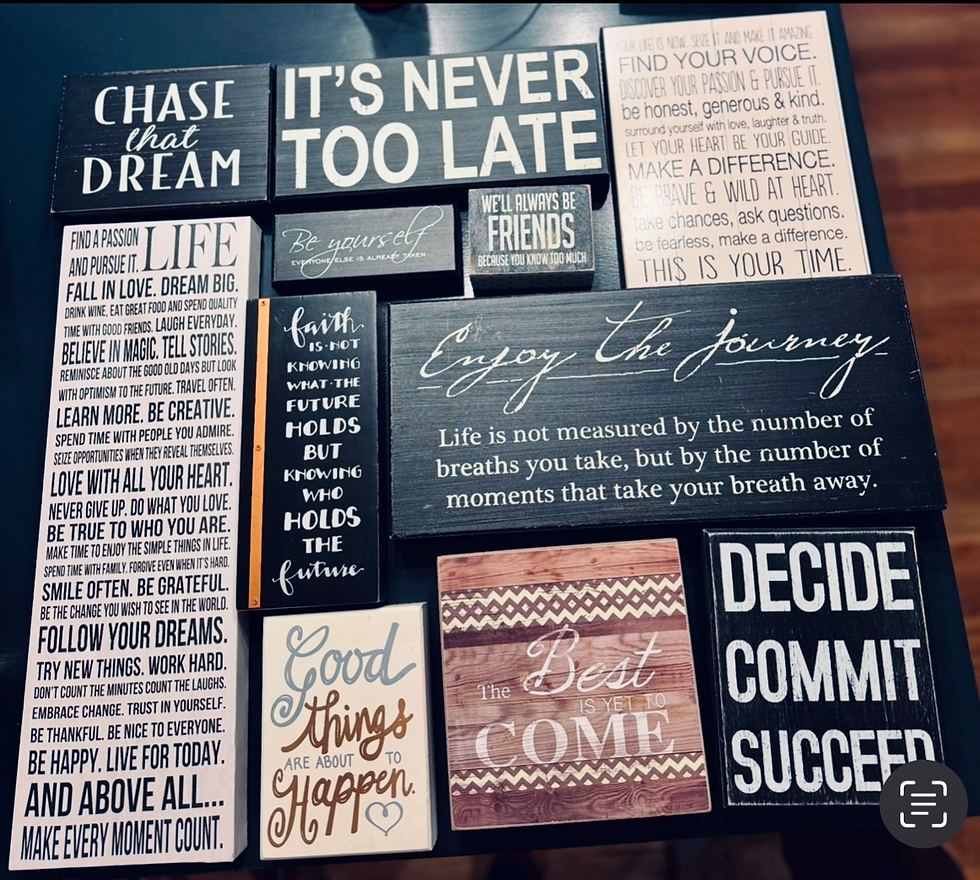 CHASE
that
DREAM
IT'S NEVER
TOO LATE
YOUR LIFE IS NOW. SEIZE IT AND MAKE IT AMAZING.
FIND YOUR VOICE.
DISCOVER YOUR PASSION & PURSUE IT.
be honest, generous & kind.
surround yourself with love, laughter & truth.
LET YOUR HEART BE YOUR GUIDE.
MAKE A DIFFERENCE.
BE BRAVE & WILD AT HEART.
take chances, ask questions.
be fearless, make a difference.
THIS IS YOUR TIME.
Be yourself
EVERYONE ELSE IS ALREADY TAKEN
WE'LL ALWAYS BE
FRIENDS
BECAUSE YOU KNOW TOO MUCH
FIND A PASSION
AND PURSUE IT.
LIFE
FALL IN LOVE. DREAM BIG.
DRINK WINE, EAT GREAT FOOD AND SPEND QUALITY
TIME WITH GOOD FRIENDS. LAUGH EVERYDAY.
BELIEVE IN MAGIC. TELL STORIES.
REMINISCE ABOUT THE GOOD OLD DAYS BUT LOOK
WITH OPTIMISM TO THE FUTURE. TRAVEL OFTEN.
LEARN MORE. BE CREATIVE.
SPEND TIME WITH PEOPLE YOU ADMIRE.
SEIZE OPPORTUNITIES WHEN THEY REVEAL THEMSELVES.
LOVE WITH ALL YOUR HEART.
NEVER GIVE UP. DO WHAT YOU LOVE.
BE TRUE TO WHO YOU ARE.
MAKE TIME TO ENJOY THE SIMPLE THINGS IN LIFE.
SPEND TIME WITH FAMILY. FORGIVE EVEN WHEN IT'S HARD.
SMILE OFTEN. BE GRATEFUL.
BE THE CHANGE YOU WISH TO SEE IN THE WORLD.
FOLLOW YOUR DREAMS.
TRY NEW THINGS. WORK HARD.
DON'T COUNT THE MINUTES COUNT THE LAUGHS.
EMBRACE CHANGE. TRUST IN YOURSELF.
BE THANKFUL. BE NICE TO EVERYONE.
BE HAPPY. LIVE FOR TODAY.
AND ABOVE ALL...
MAKE EVERY MOMENT COUNT.
faith
IS·NOT
KNOWING
WHAT·THE
FUTURE
HOLDS
BUT
KNOWING
WHO
HOLDS
THE
future
Enjoy the journey
Life is not measured by the number of
breaths you take, but by the number of
moments that take your breath away.
Good
things
ARE ABOUT TO
Happen.
The Best
IS YET TO
COME
DECIDE
COMMIT
SUCCEED